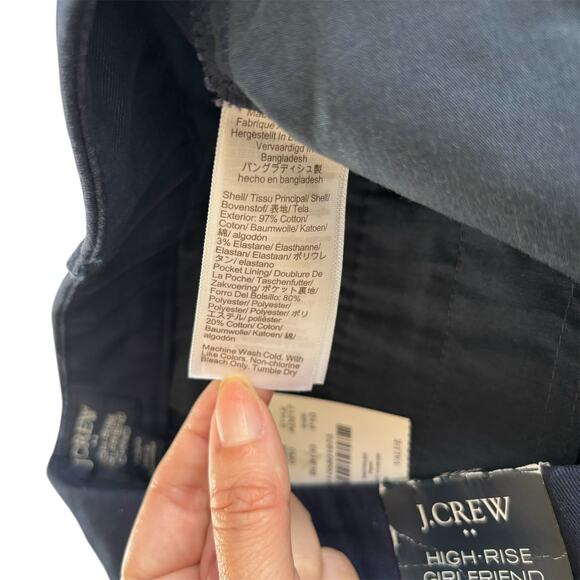 Fabrique
Hergestellt in
Vervaardigd in
Bangladesh
バングラディシュ製
hecho en bangladesh
Shell/ Tissu Principal/ Shell/
Bovenstof/ 表地/ Tela
Exterior: 97% Cotton/
Coton/ Baumwolle/ Katoen/
綿/ algodón
3% Elastane/ Élasthanne/
Elastan/ Elastaan/ ポリウレ
タン/ elastano
Pocket Lining/ Doublure De
La Poche/ Taschenfutter/
Zakvoering/ ポケット裏地/
Forro Del Bolsillo: 80%
Polyester/ Polyester/
Polyester/ Polyester/ ポリ
エステル/ poliéster
20% Cotton/ Coton/
Baumwolle/ Katoen/ 綿/
algodón
Machine Wash Cold. With
Like Colors. Non-chlorine
Bleach Only. Tumble Dry
J.CREW
J.CREW
HIGH-RISE
GIRLFRIEND